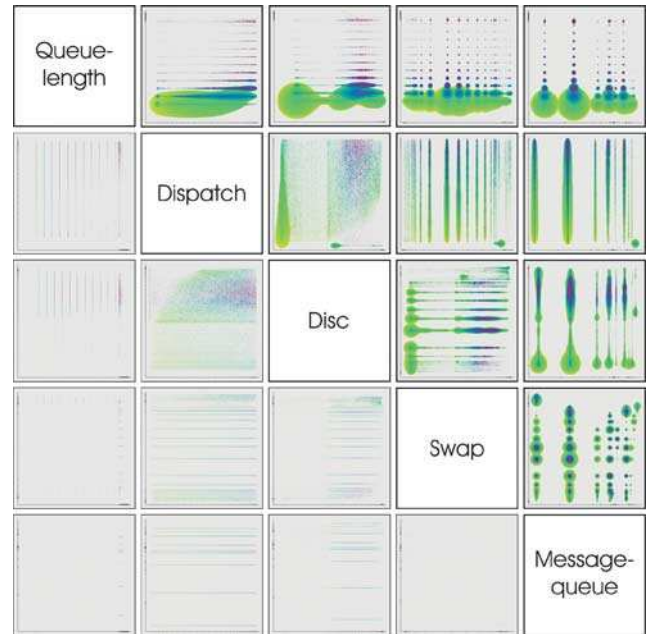 Queue-
length
Dispatch
Disc
Swap
Message-
queue